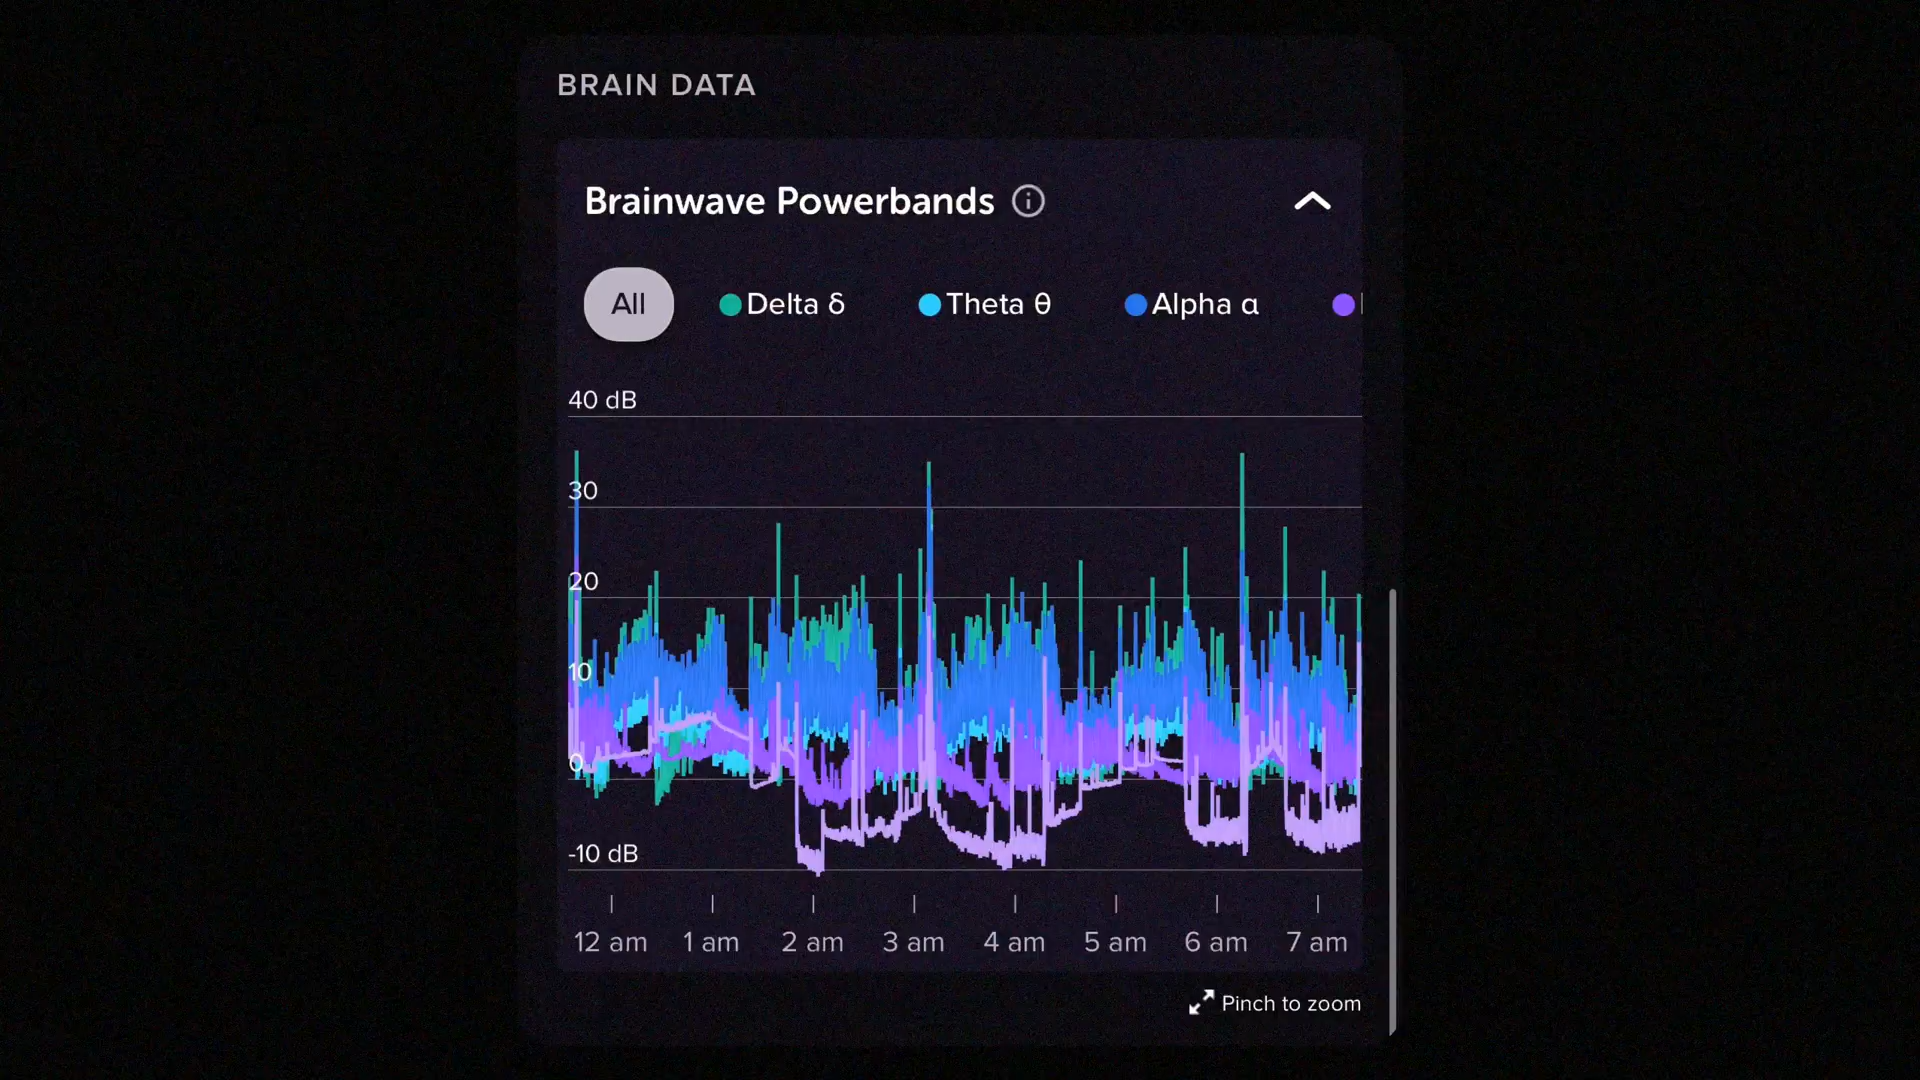 BRAIN DATA
Brainwave Powerbands
All Delta δ Theta θ Alpha α
40 dB
30
20
10
0
-10 dB
12 am 1 am 2 am 3 am 4 am 5 am 6 am 7 am
Pinch to zoom